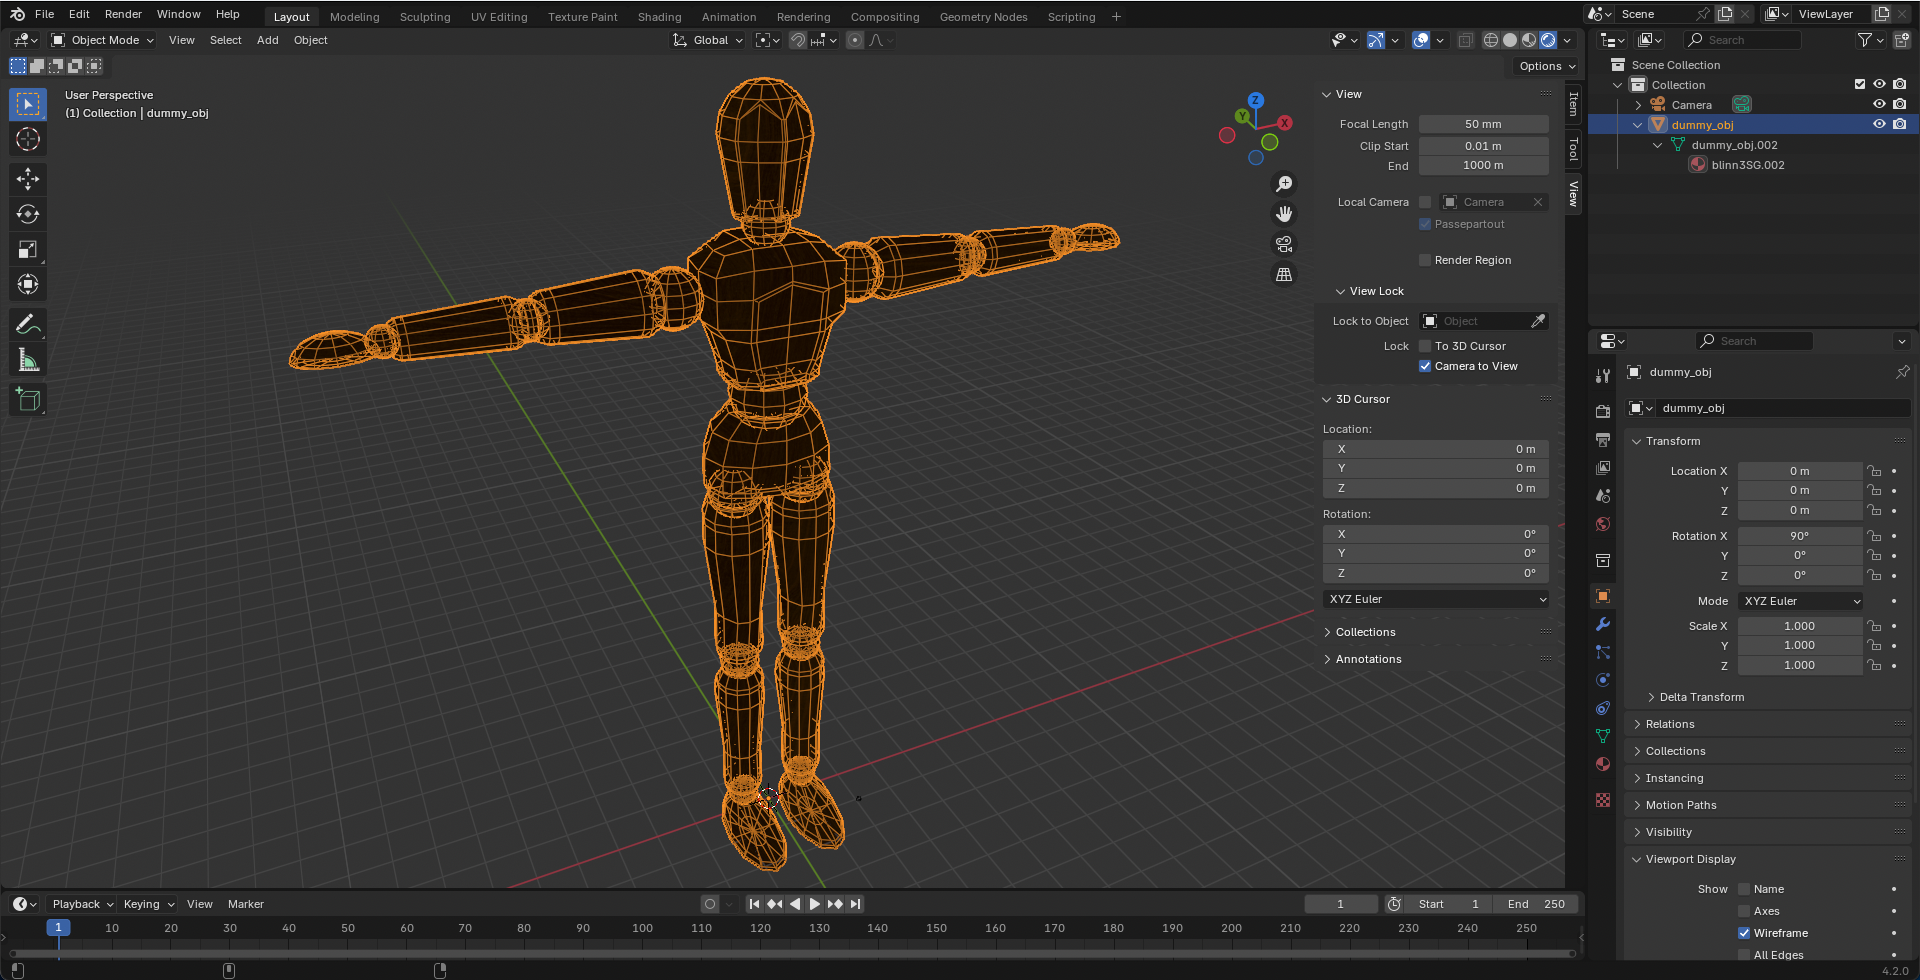 File Edit Render Window Help Layout Modeling Sculpting UV Editing Texture Paint Shading Animation Rendering Compositing Geometry Nodes Scripting + Scene ViewLayer
Object Mode View Select Add Object Global Search
Options
User Perspective
(1) Collection | dummy_obj
Z
Y
X
View
Focal Length 50 mm
Clip Start 0.01 m
End 1000 m
Local Camera Camera
Passepartout
Render Region
View Lock
Lock to Object Object
Lock To 3D Cursor
Camera to View
3D Cursor
Location:
X 0 m
Y 0 m
Z 0 m
Rotation:
X 0°
Y 0°
Z 0°
XYZ Euler
Collections
Annotations
Item
Tool
View
Scene Collection
Collection
Camera
dummy_obj
dummy_obj.002
blinn3SG.002
Search
dummy_obj
dummy_obj
Transform
Location X 0 m
Y 0 m
Z 0 m
Rotation X 90°
Y 0°
Z 0°
Mode XYZ Euler
Scale X 1.000
Y 1.000
Z 1.000
Delta Transform
Relations
Collections
Instancing
Motion Paths
Visibility
Viewport Display
Show Name
Axes
Wireframe
All Edges
Playback Keying View Marker 1 Start 1 End 250
1 10 20 30 40 50 60 70 80 90 100 110 120 130 140 150 160 170 180 190 200 210 220 230 240 250
4.2.0